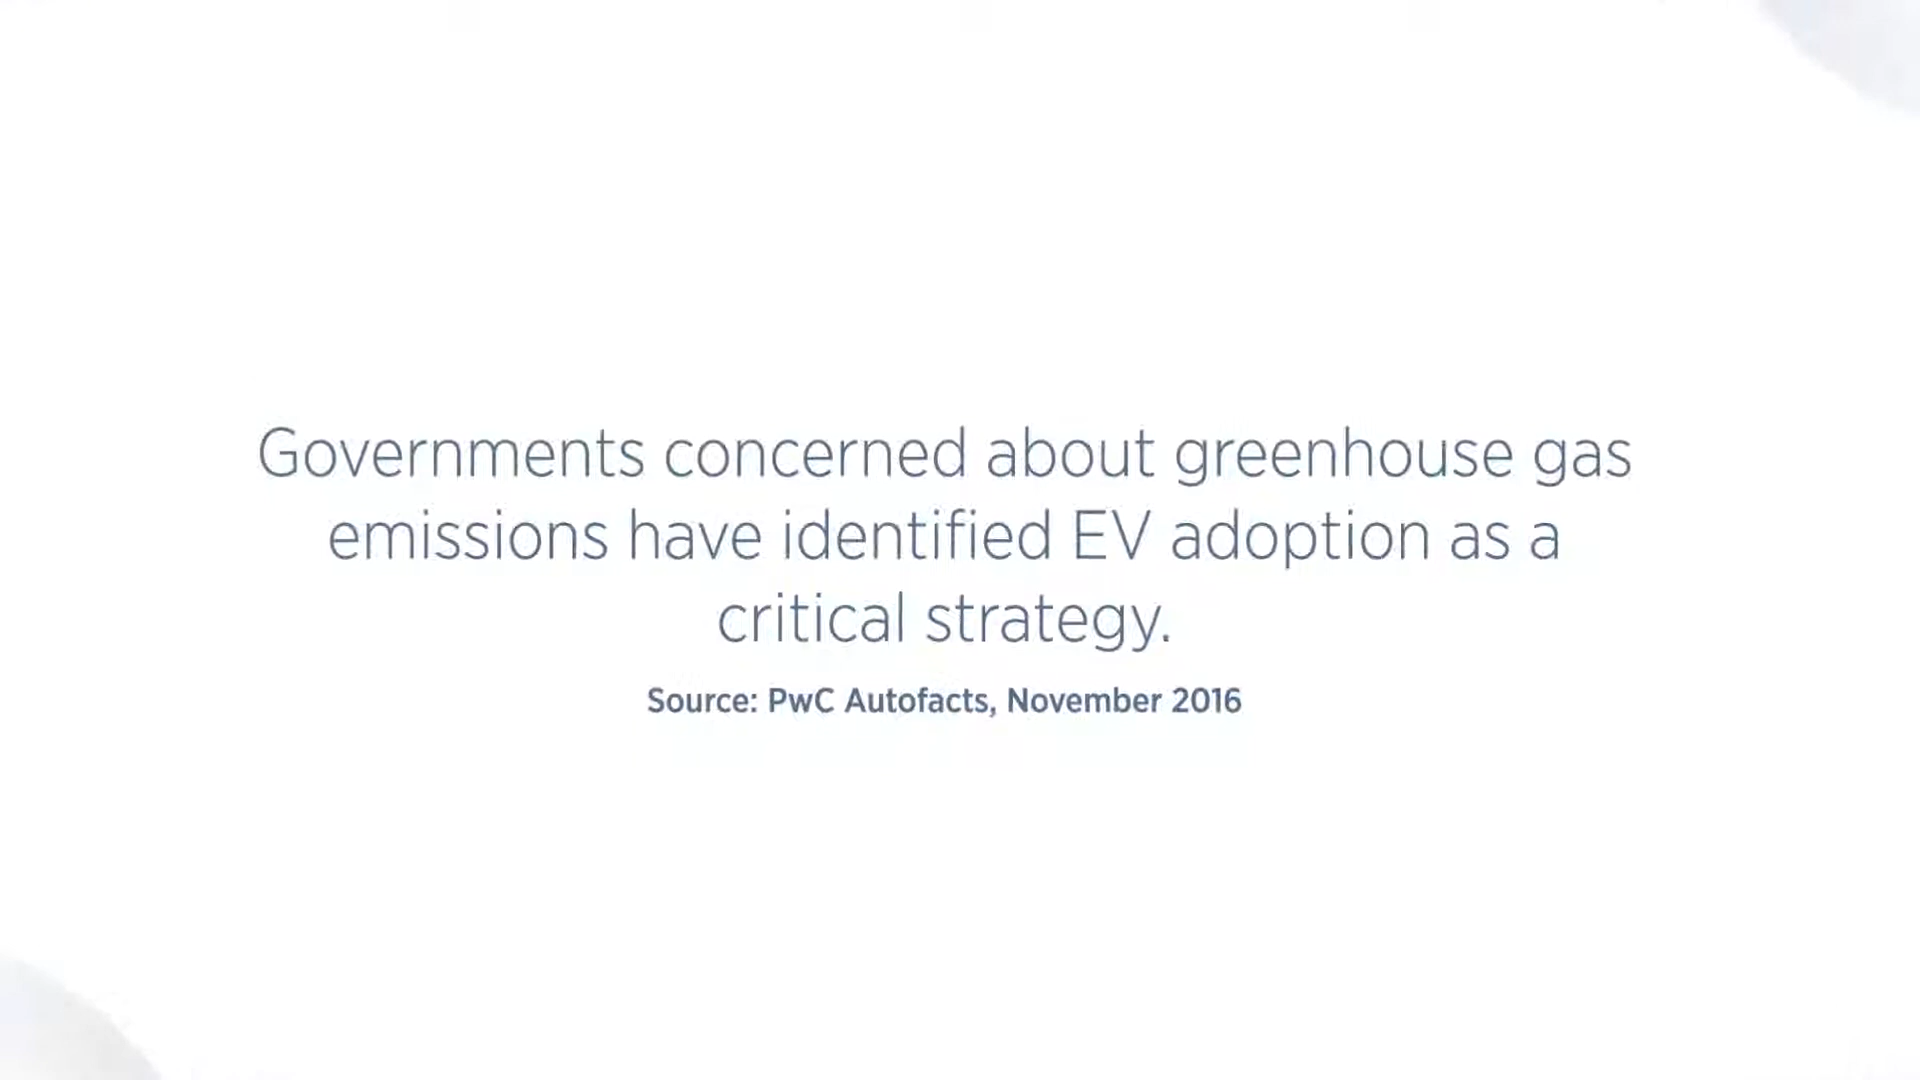 Governments concerned about greenhouse gas
emissions have identified EV adoption as a
critical strategy.
Source: PwC Autofacts, November 2016